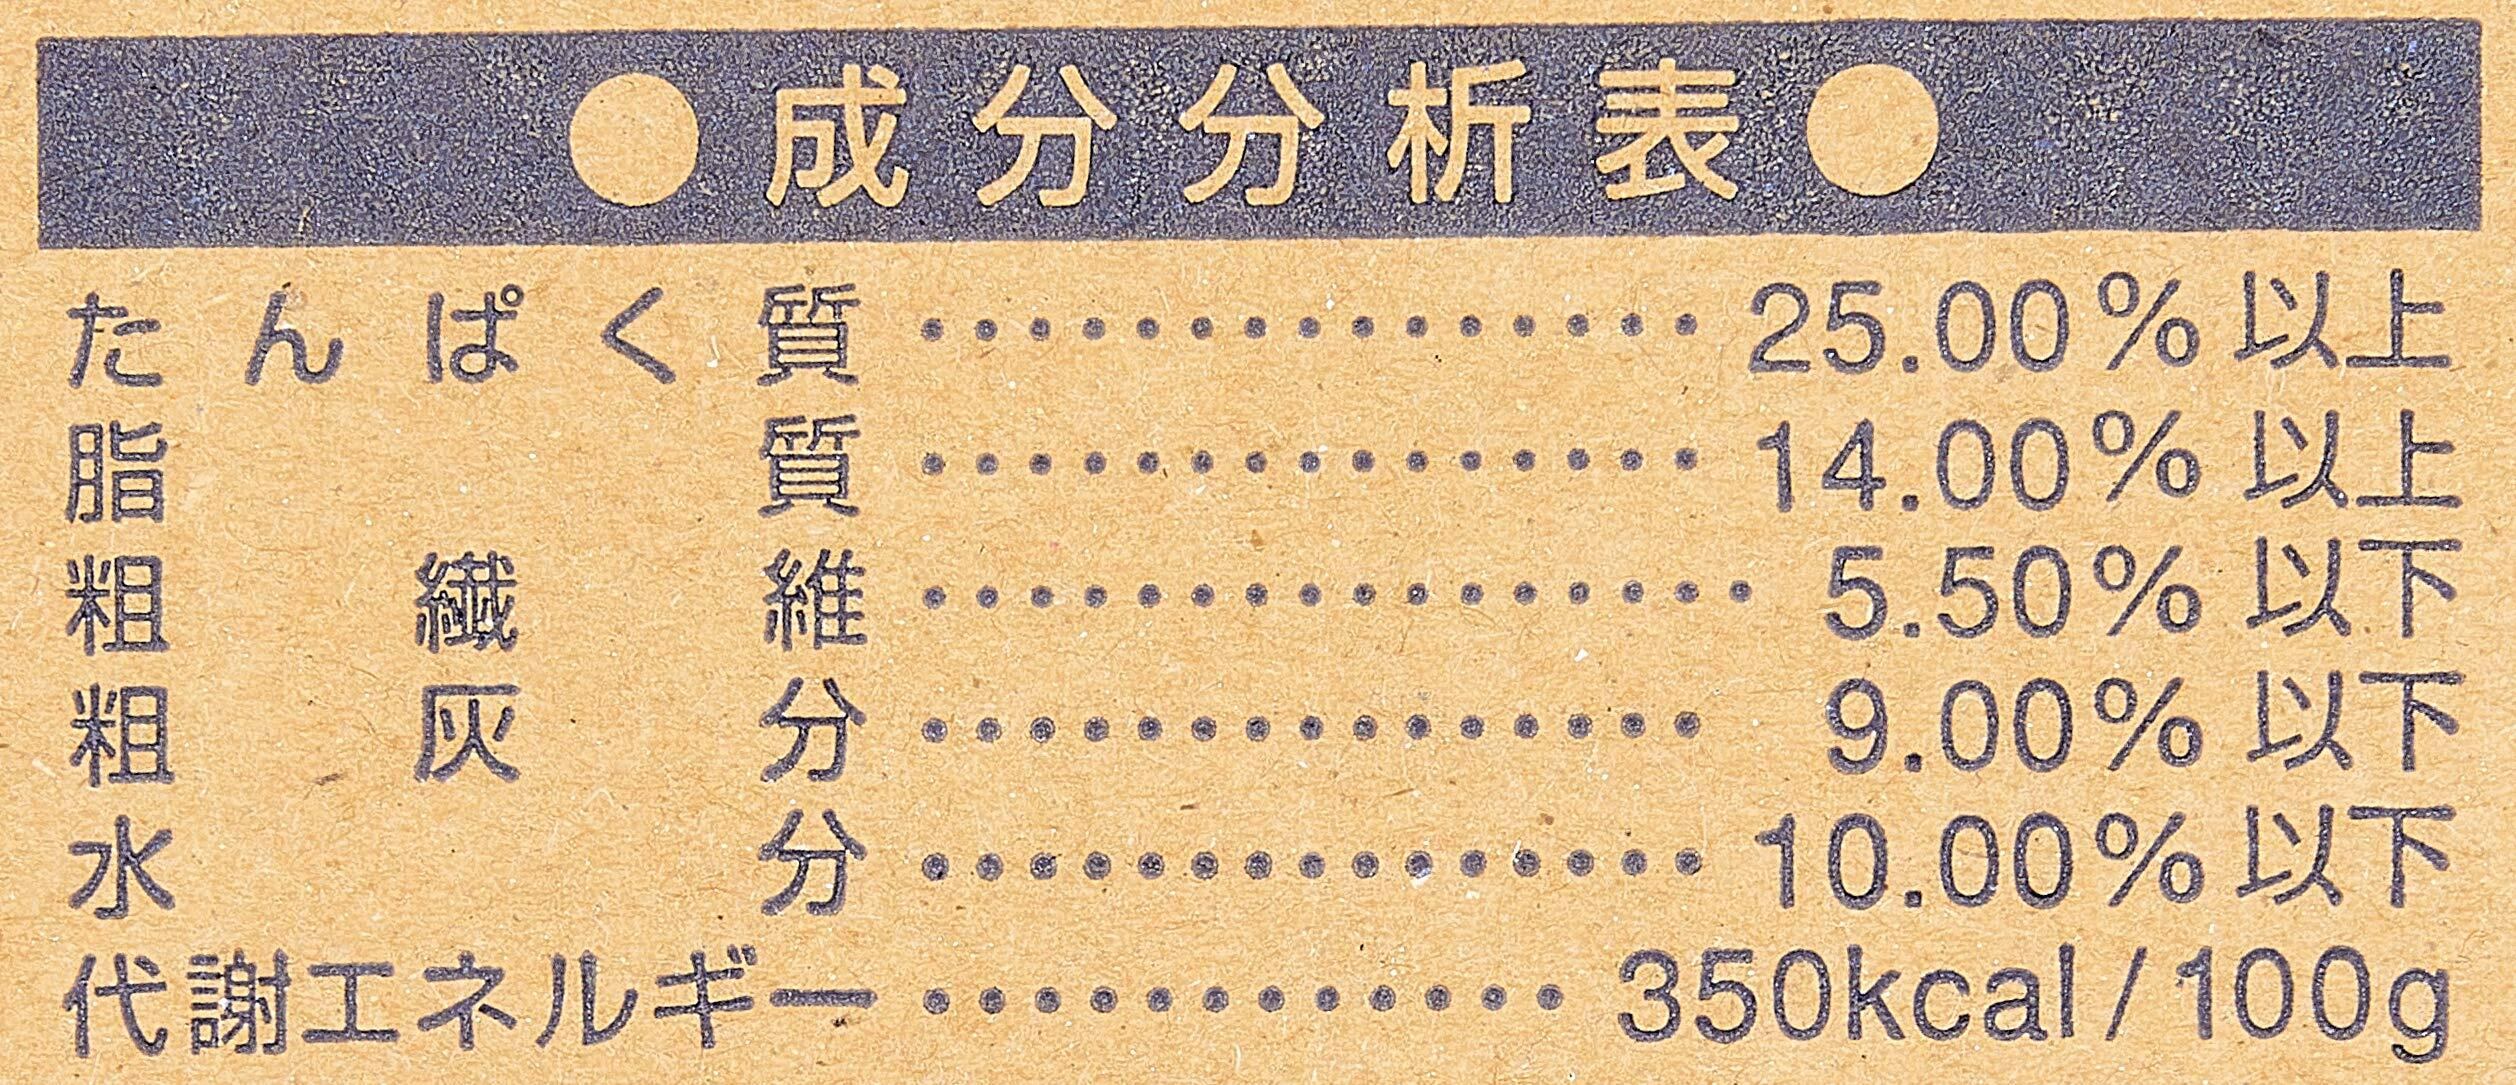 ●成分分析表●
たんぱく質‥‥‥‥‥‥‥25.00%以上
脂質‥‥‥‥‥‥‥14.00%以上
粗繊維‥‥‥‥‥‥‥5.50%以下
粗灰分‥‥‥‥‥‥‥9.00%以下
水分‥‥‥‥‥‥‥10.00%以下
代謝エネルギー‥‥‥‥‥‥350kcal/100g